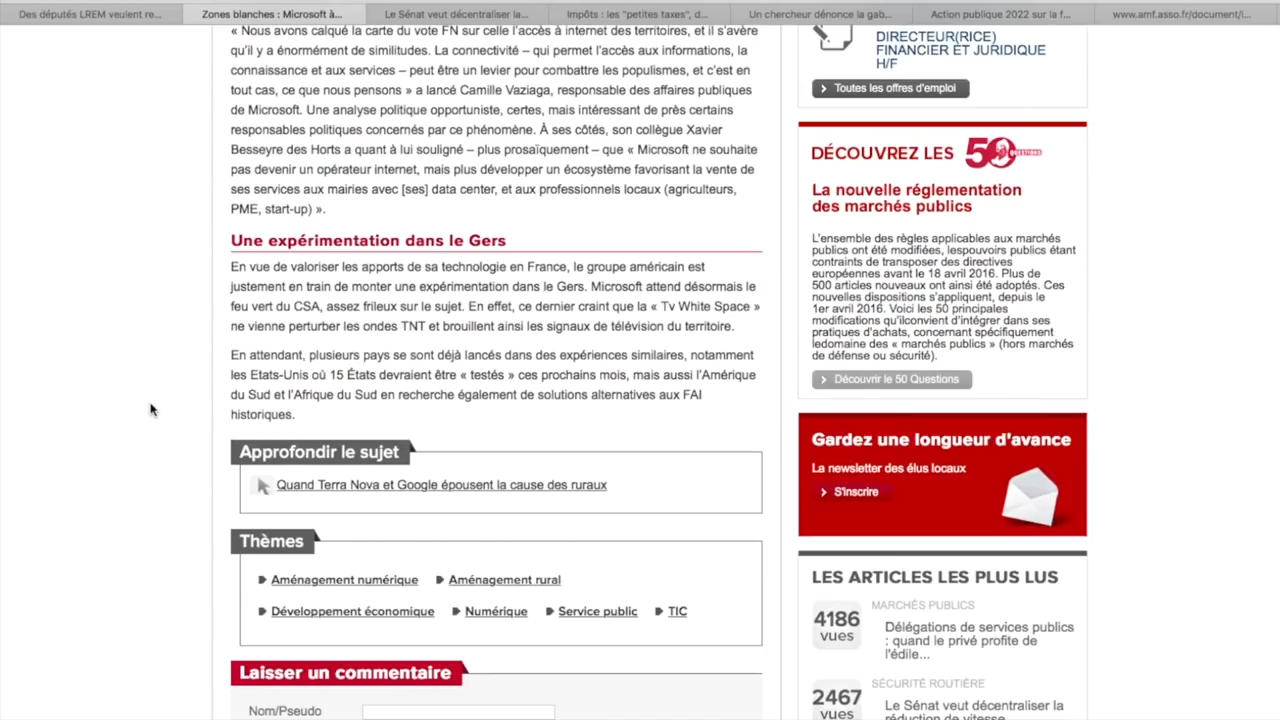 Des députés LREM veulent re...
Zones blanches : Microsoft à...
Le Sénat veut décentraliser la...
Impôts : les "petites taxes", d...
Un chercheur dénonce la gab...
Action publique 2022 sur la f...
www.amf.asso.fr/document/i...
« Nous avons calqué la carte du vote FN sur celle l'accès à internet des territoires, et il s'avère
qu'il y a énormément de similitudes. La connectivité – qui permet l'accès aux informations, la
connaissance et aux services – peut être un levier pour combattre les populismes, et c'est en
tout cas, ce que nous pensons » a lancé Camille Vaziaga, responsable des affaires publiques
de Microsoft. Une analyse politique opportuniste, certes, mais intéressant de près certains
responsables politiques concernés par ce phénomène. À ses côtés, son collègue Xavier
Besseyre des Horts a quant à lui souligné – plus prosaïquement – que « Microsoft ne souhaite
pas devenir un opérateur internet, mais plus développer un écosystème favorisant la vente de
ses services aux mairies avec [ses] data center, et aux professionnels locaux (agriculteurs,
PME, start-up) ».
Une expérimentation dans le Gers
En vue de valoriser les apports de sa technologie en France, le groupe américain est
justement en train de monter une expérimentation dans le Gers. Microsoft attend désormais le
feu vert du CSA, assez frileux sur le sujet. En effet, ce dernier craint que la « Tv White Space »
ne vienne perturber les ondes TNT et brouillent ainsi les signaux de télévision du territoire.
En attendant, plusieurs pays se sont déjà lancés dans des expériences similaires, notamment
les Etats-Unis où 15 États devraient être « testés » ces prochains mois, mais aussi l'Amérique
du Sud et l'Afrique du Sud en recherche également de solutions alternatives aux FAI
historiques.
Approfondir le sujet
Quand Terra Nova et Google épousent la cause des ruraux
Thèmes
Aménagement numérique Aménagement rural
Développement économique Numérique Service public TIC
Laisser un commentaire
Nom/Pseudo
DIRECTEUR(RICE)
FINANCIER ET JURIDIQUE
H/F
Toutes les offres d'emploi
DÉCOUVREZ LES 50 QUESTIONS
La nouvelle réglementation
des marchés publics
L'ensemble des règles applicables aux marchés
publics ont été modifiées, lespouvoirs publics étant
contraints de transposer des directives
européennes avant le 18 avril 2016. Plus de
500 articles nouveaux ont ainsi été adoptés. Ces
nouvelles dispositions s'appliquent, depuis le
1er avril 2016. Voici les 50 principales
modifications qu'ilconvient d'intégrer dans ses
pratiques d'achats, concernant spécifiquement
ledomaine des « marchés publics » (hors marchés
de défense ou sécurité).
Découvrir le 50 Questions
Gardez une longueur d'avance
La newsletter des élus locaux
S'inscrire
LES ARTICLES LES PLUS LUS
4186
vues
MARCHÉS PUBLICS
Délégations de services publics
: quand le privé profite de
l'édile...
2467
vues
SÉCURITÉ ROUTIÈRE
Le Sénat veut décentraliser la
réduction de vitesse